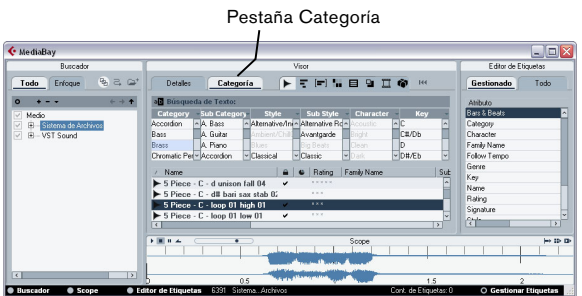 Pestaña Categoría
MediaBay
Buscador
Visor
Editor de Etiquetas
Todo
Enfoque
Detalles
Categoría
Gestionado
Todo
Búsqueda de Texto:
Atributo
Medio
Sistema de Archivos
VST Sound
Category Sub Category Style Sub Style Character Key
Accordion A. Bass Alternative/Ind Alternative Ro Acoustic C
Bass A. Guitar Ambient/Chill Avantgarde Bright C#/Db
Brass A. Piano Blues Big Beats Clean D
Chromatic Per Accordion Classical Classic Dark D#/Eb
Name Rating Family Name Sub
5 Piece - C - d unison fall 04
5 Piece - C - d# bari sax stab 02
5 Piece - C - loop 01 high 01
5 Piece - C - loop 01 low 01
Bars & Beats
Category
Character
Family Name
Follow Tempo
Genre
Key
Name
Rating
Signature
Style
Scope
0 0.5 1.5 2
Buscador
Scope
Editor de Etiquetas
6391
Sistema...Archivos
Cont. de Etiquetas: 0
Gestionar Etiquetas